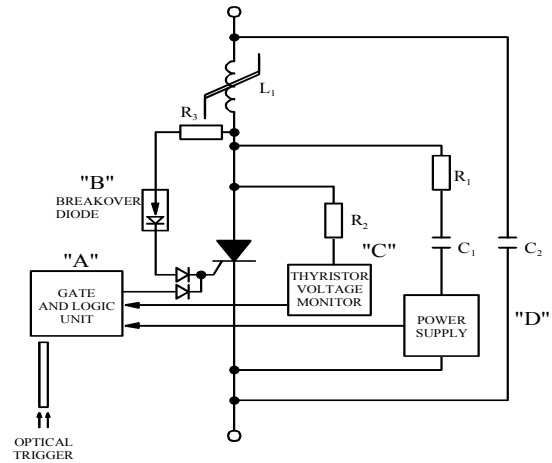 L1
R3
"B"
BREAKOVER
DIODE
R1
R2
"C"
C1
C2
"A"
GATE
AND LOGIC
UNIT
THYRISTOR
VOLTAGE
MONITOR
POWER
SUPPLY
"D"
OPTICAL
TRIGGER